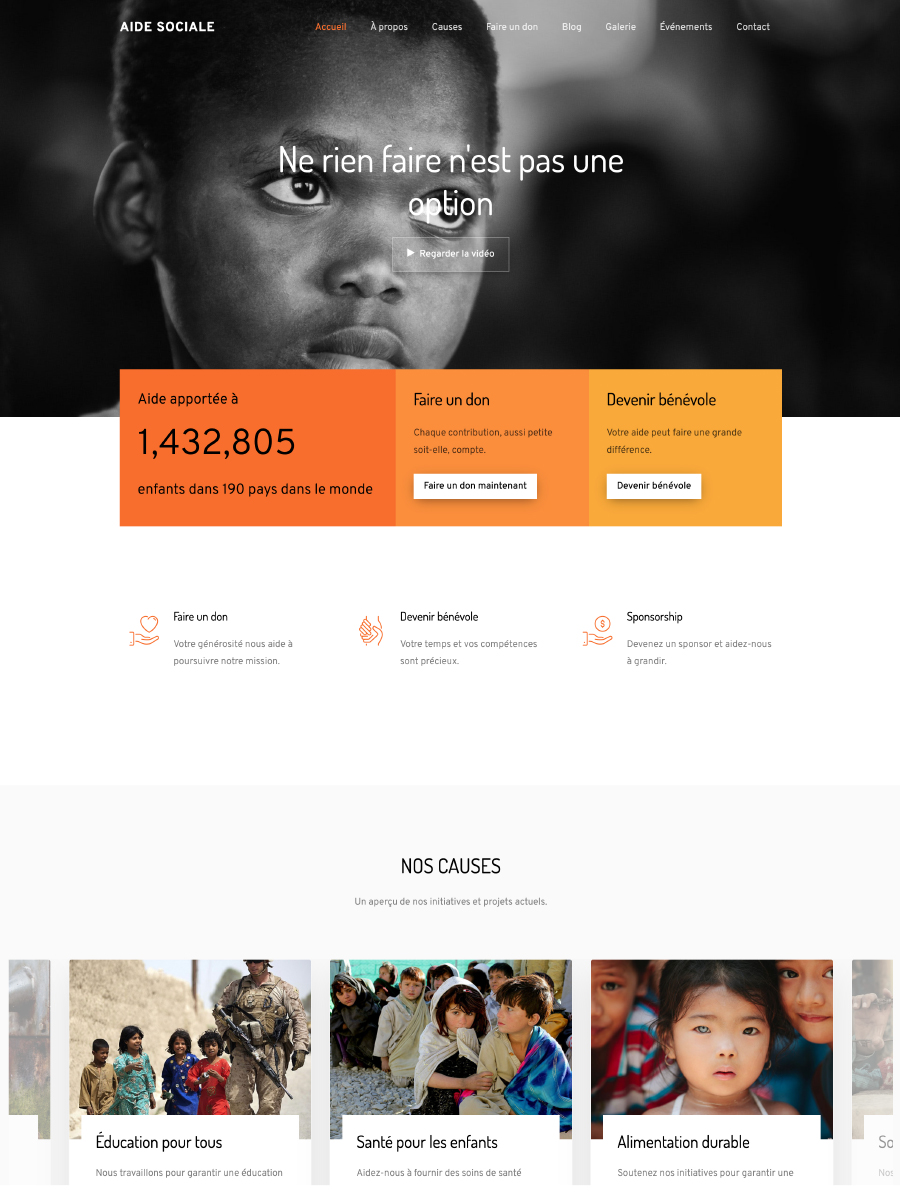 AIDE SOCIALE
Accueil À propos Causes Faire un don Blog Galerie Événements Contact
Ne rien faire n'est pas une
option
Regarder la vidéo
Aide apportée à
1,432,805
enfants dans 190 pays dans le monde
Faire un don
Chaque contribution, aussi petite
soit-elle, compte.
Faire un don maintenant
Devenir bénévole
Votre aide peut faire une grande
différence.
Devenir bénévole
Faire un don
Votre générosité nous aide à
poursuivre notre mission.
Devenir bénévole
Votre temps et vos compétences
sont précieux.
Sponsorship
Devenez un sponsor et aidez-nous
à grandir.
NOS CAUSES
Un aperçu de nos initiatives et projets actuels.
Éducation pour tous
Nous travaillons pour garantir une éducation
Santé pour les enfants
Aidez-nous à fournir des soins de santé
Alimentation durable
Soutenez nos initiatives pour garantir une